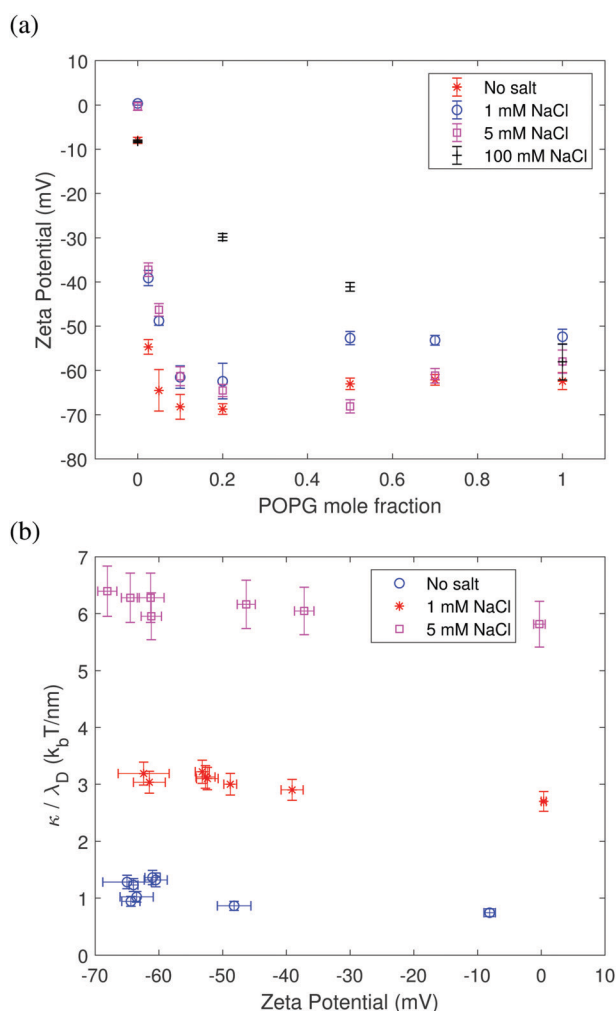 (a)
10
0
-10
-20
-30
-40
-50
-60
-70
-80
Zeta Potential (mV)
No salt
1 mM NaCl
5 mM NaCl
100 mM NaCl
0 0.2 0.4 0.6 0.8 1
POPG mole fraction
(b)
7
6
5
4
3
2
1
0
κ / λD (kbT/nm)
No salt
1 mM NaCl
5 mM NaCl
-70 -60 -50 -40 -30 -20 -10 0 10
Zeta Potential (mV)